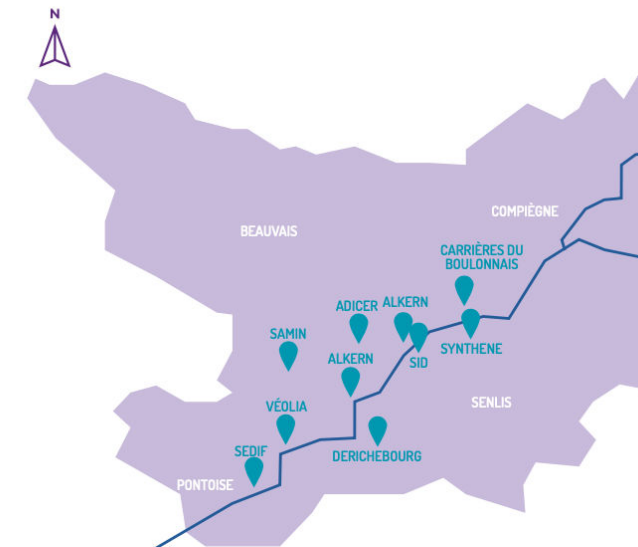 N
COMPIÈGNE
BEAUVAIS
CARRIÈRES DU
BOULONNAIS
ADICER
ALKERN
SAMIN
SYNTHENE
ALKERN
SID
SENLIS
VÉOLIA
SEDIF
DERICHEBOURG
PONTOISE